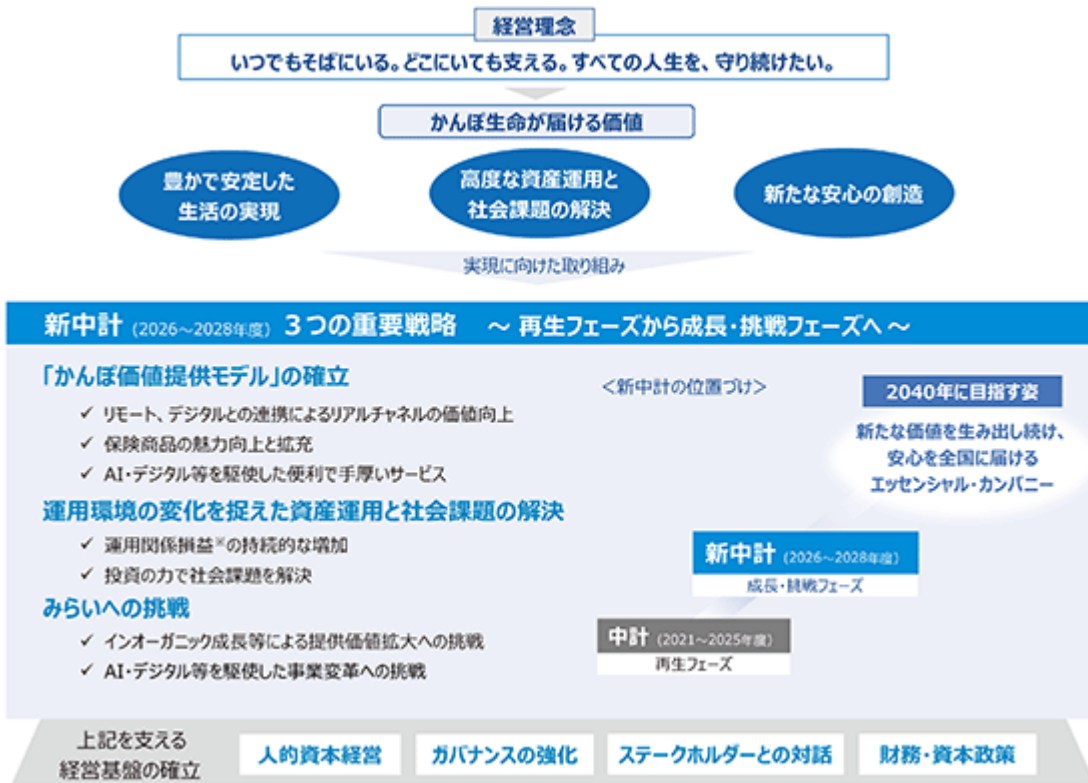 経営理念
いつでもそばにいる。どこにいても支える。すべての人生を、守り続けたい。
かんぽ生命が届ける価値
豊かで安定した
生活の実現
高度な資産運用と
社会課題の解決
新たな安心の創造
実現に向けた取り組み
新中計 (2026~2028年度) 3つの重要戦略 ~ 再生フェーズから成長・挑戦フェーズへ ~
「かんぽ価値提供モデル」の確立
✓ リモート、デジタルとの連携によるリアルチャネルの価値向上
✓ 保険商品の魅力向上と拡充
✓ AI・デジタル等を駆使した便利で手厚いサービス
運用環境の変化を捉えた資産運用と社会課題の解決
✓ 運用関係損益※の持続的な増加
✓ 投資の力で社会課題を解決
みらいへの挑戦
✓ インオーガニック成長等による提供価値拡大への挑戦
✓ AI・デジタル等を駆使した事業変革への挑戦
<新中計の位置づけ>
2040年に目指す姿
新たな価値を生み出し続け、
安心を全国に届ける
エッセンシャル・カンパニー
新中計 (2026~2028年度)
成長・挑戦フェーズ
中計 (2021~2025年度)
再生フェーズ
上記を支える
経営基盤の確立
人的資本経営
ガバナンスの強化
ステークホルダーとの対話
財務・資本政策